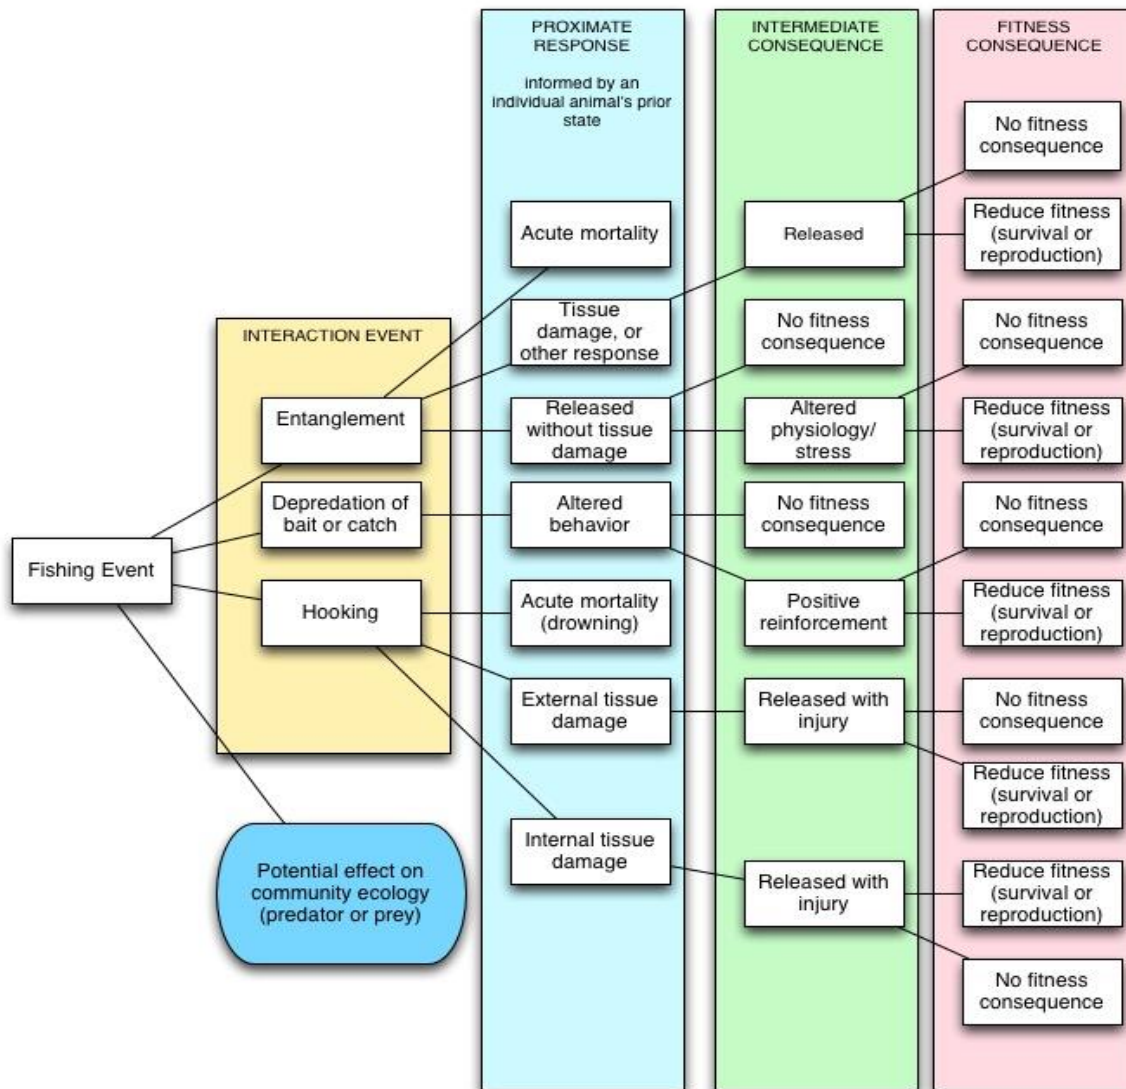 PROXIMATE
RESPONSE
informed by an
individual animal's prior
state
INTERMEDIATE
CONSEQUENCE
FITNESS
CONSEQUENCE
INTERACTION EVENT
Fishing Event
Entanglement
Depredation of
bait or catch
Hooking
Potential effect on
community ecology
(predator or prey)
Acute mortality
Tissue
damage, or
other response
Released
without tissue
damage
Altered
behavior
Acute mortality
(drowning)
External tissue
damage
Internal tissue
damage
Released
No fitness
consequence
Altered
physiology/
stress
No fitness
consequence
Positive
reinforcement
Released with
injury
Released with
injury
No fitness
consequence
Reduce fitness
(survival or
reproduction)
No fitness
consequence
Reduce fitness
(survival or
reproduction)
No fitness
consequence
Reduce fitness
(survival or
reproduction)
No fitness
consequence
Reduce fitness
(survival or
reproduction)
Reduce fitness
(survival or
reproduction)
No fitness
consequence